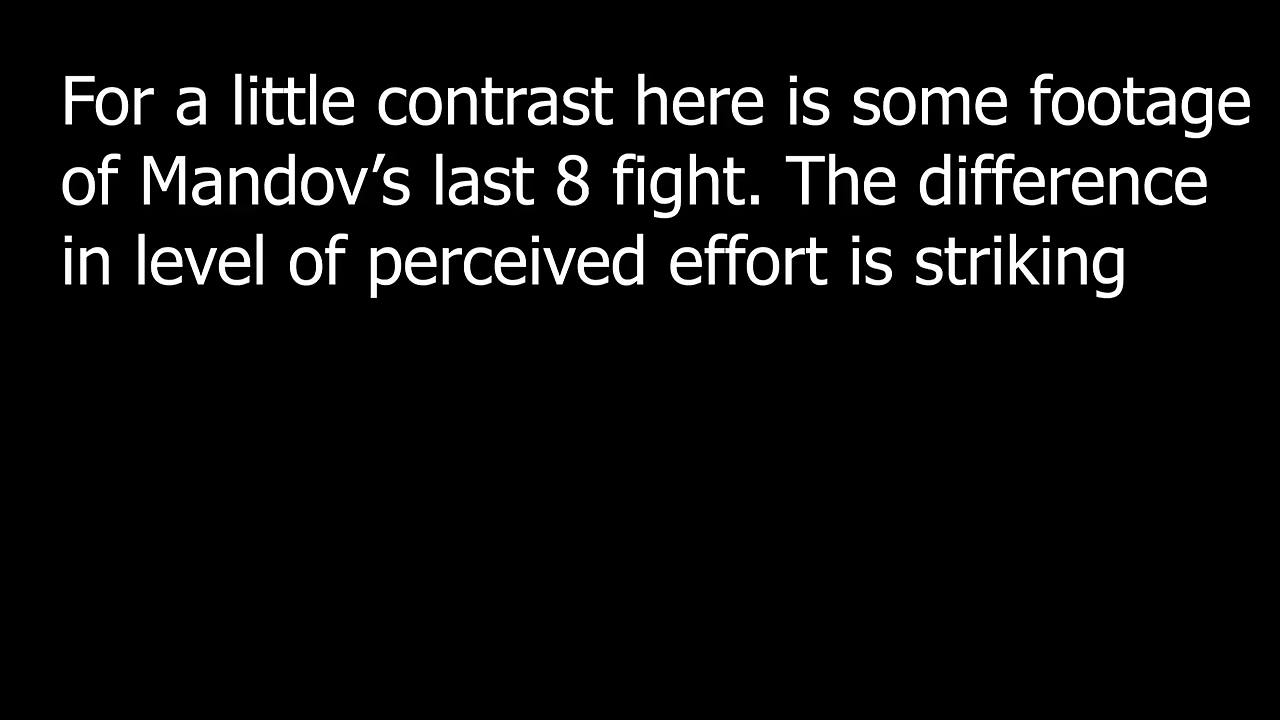 For a little contrast here is some footage
of Mandov’s last 8 fight. The difference
in level of perceived effort is striking